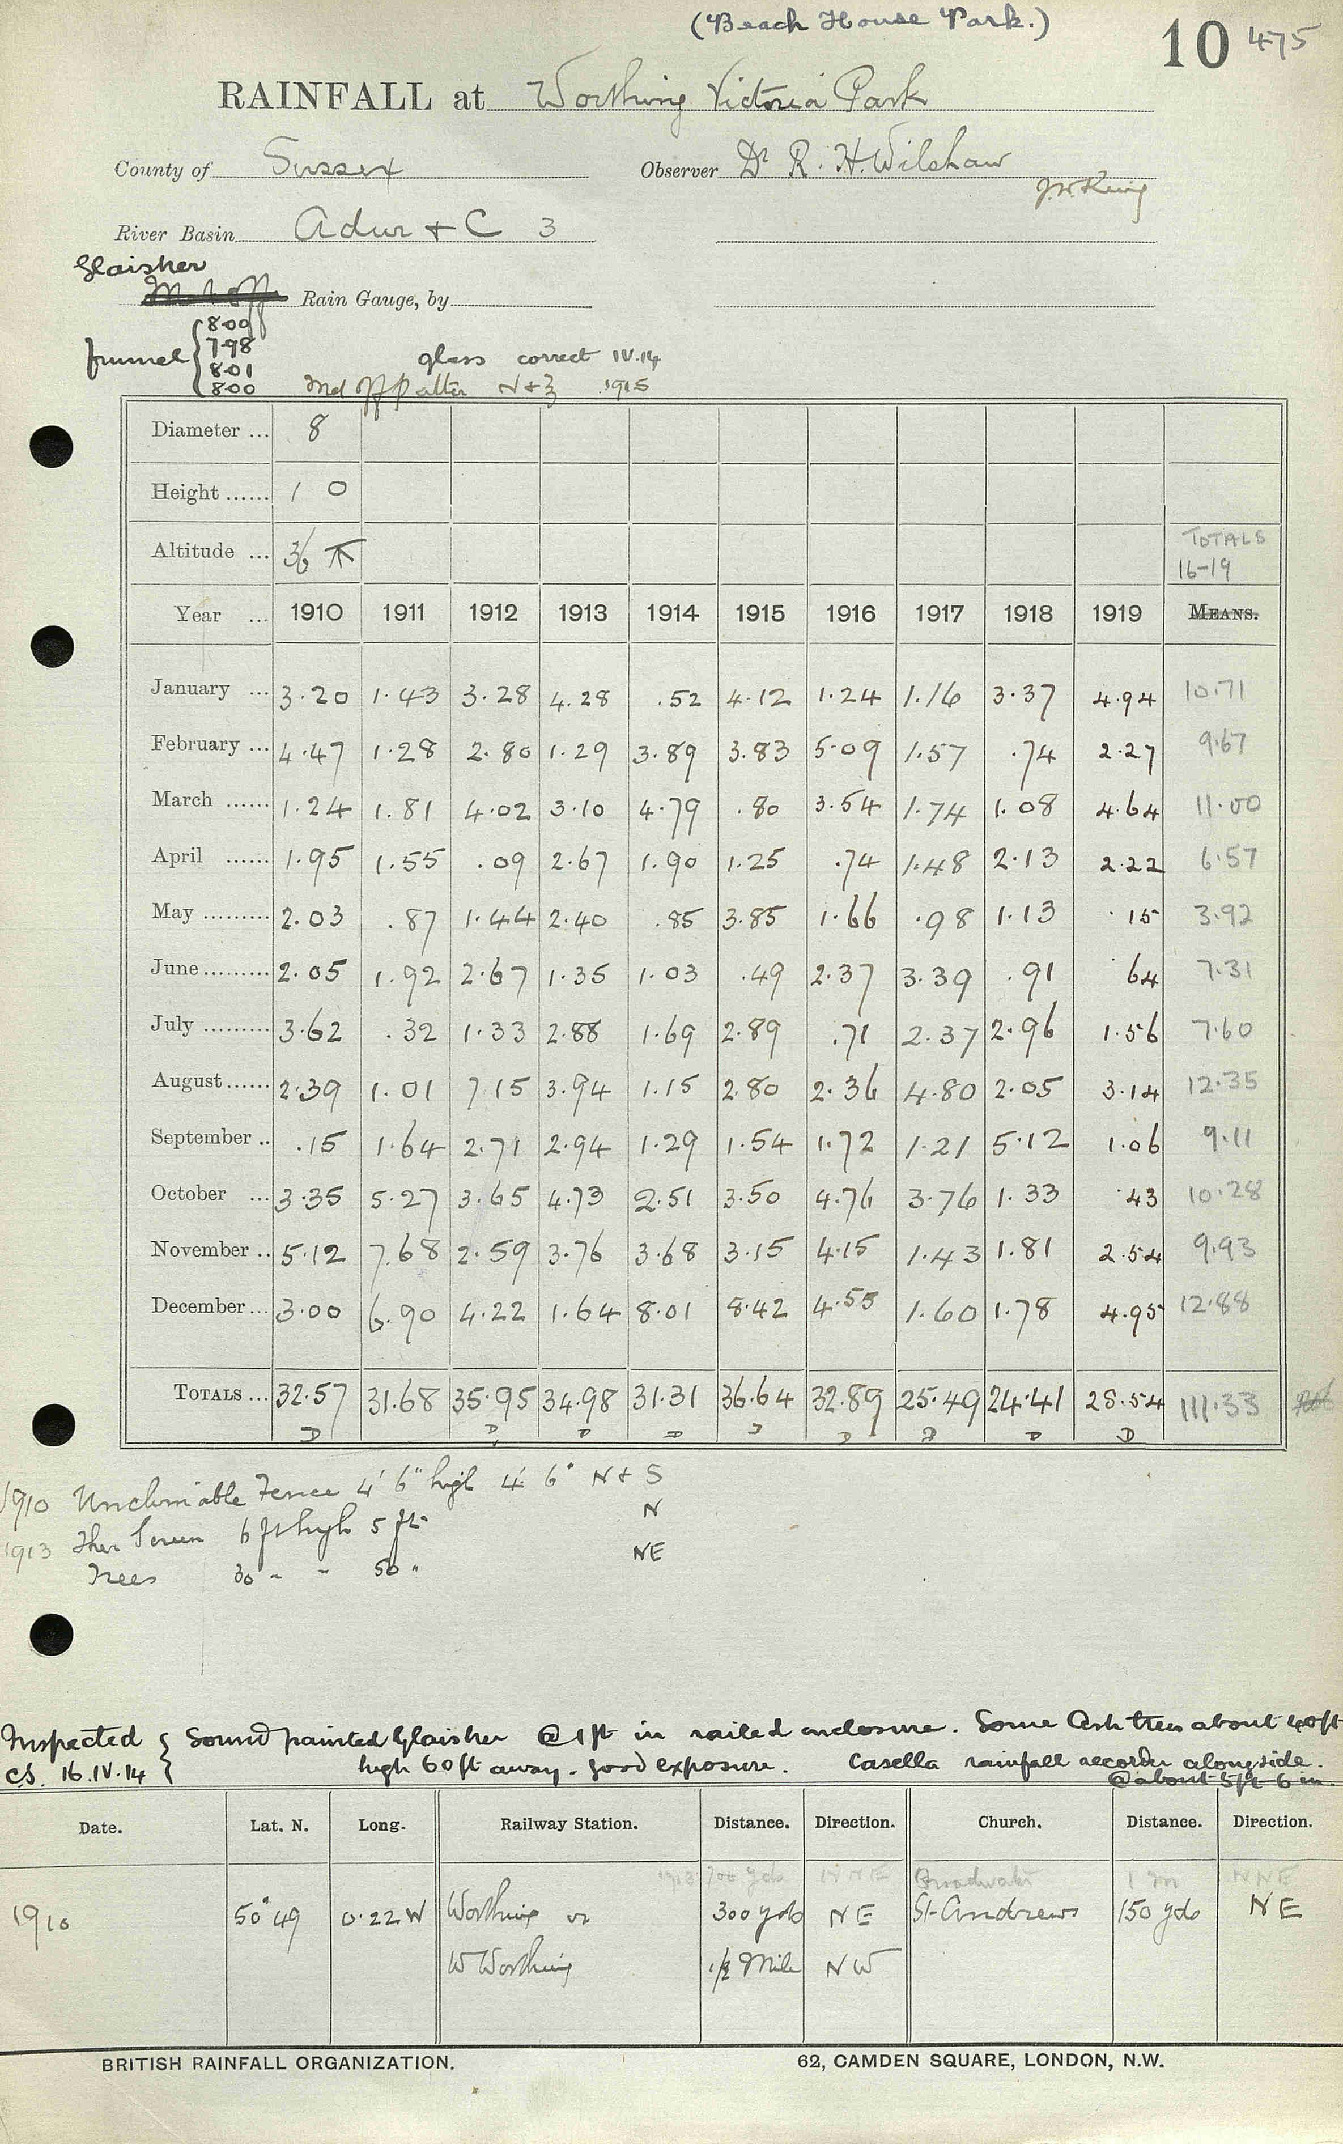 (Beach House Park.)
10 475
RAINFALL at Worthing Victoria Park
County of Sussex Observer Dr R. H. Wilshaw
J. W. King
River Basin Adur + C 3
Glaisher
Met Off Rain Gauge, by
funnel { 8.00
7.98
8.01
8.00
glass correct IV.14
Met Off Patter N + Z 1915
Diameter ... 8
Height ...... 1 0
Altitude ... 36
TOTALS
16-19
Year ... 1910 1911 1912 1913 1914 1915 1916 1917 1918 1919 MEANS.
January ... 3.20 1.43 3.28 4.28 .52 4.12 1.24 1.16 3.37 4.94 10.71
February ... 4.47 1.28 2.80 1.29 3.89 3.83 5.09 1.57 .74 2.27 9.67
March ...... 1.24 1.81 4.02 3.10 4.79 .80 3.54 1.74 1.08 4.64 11.00
April ...... 1.95 1.55 .09 2.67 1.90 1.25 .74 1.48 2.13 2.22 6.57
May ......... 2.03 .87 1.44 2.40 .85 3.85 1.66 .98 1.13 .15 3.92
June ......... 2.05 1.92 2.67 1.35 1.03 .49 2.37 3.39 .91 .64 7.31
July ......... 3.62 .32 1.33 2.88 1.69 2.89 .71 2.37 2.96 1.56 7.60
August ...... 2.39 1.01 7.15 3.94 1.15 2.80 2.36 4.80 2.05 3.14 12.35
September .. .15 1.64 2.71 2.94 1.29 1.54 1.72 1.21 5.12 1.06 9.11
October ... 3.35 5.27 3.65 4.73 2.51 3.50 4.76 3.76 1.33 .43 10.28
November .. 5.12 7.68 2.59 3.76 3.68 3.15 4.15 1.43 1.81 2.54 9.93
December ... 3.00 6.90 4.22 1.64 8.01 8.42 4.55 1.60 1.78 4.95 12.88
TOTALS ... 32.57 31.68 35.95 34.98 31.31 36.64 32.89 25.49 24.41 28.54 111.33
D D D D D D D D D
1910 Unclimable Fence 4' 6" high 4' 6" N + S
1913 Ther Screen 6 ft high 5 ft N
Trees 30 " " 50 " NE
Inspected { Sound painted Glaisher @ 1 ft in railed enclosure. Some Ash trees about 40 ft
CS. 16.IV.14 high 60 ft away. good exposure. Casella rainfall recorder alongside.
@ about 5 ft 6 in.
Date. Lat. N. Long. Railway Station. Distance. Direction. Church. Distance. Direction.
1913 700 yds NNE Broadwater 1 m NNE
1910 50° 49 0.22 W Worthing or 300 yds NE St Andrews 150 yds NE
W Worthing 1/2 Mile NW
BRITISH RAINFALL ORGANIZATION. 62, CAMDEN SQUARE, LONDON, N.W.